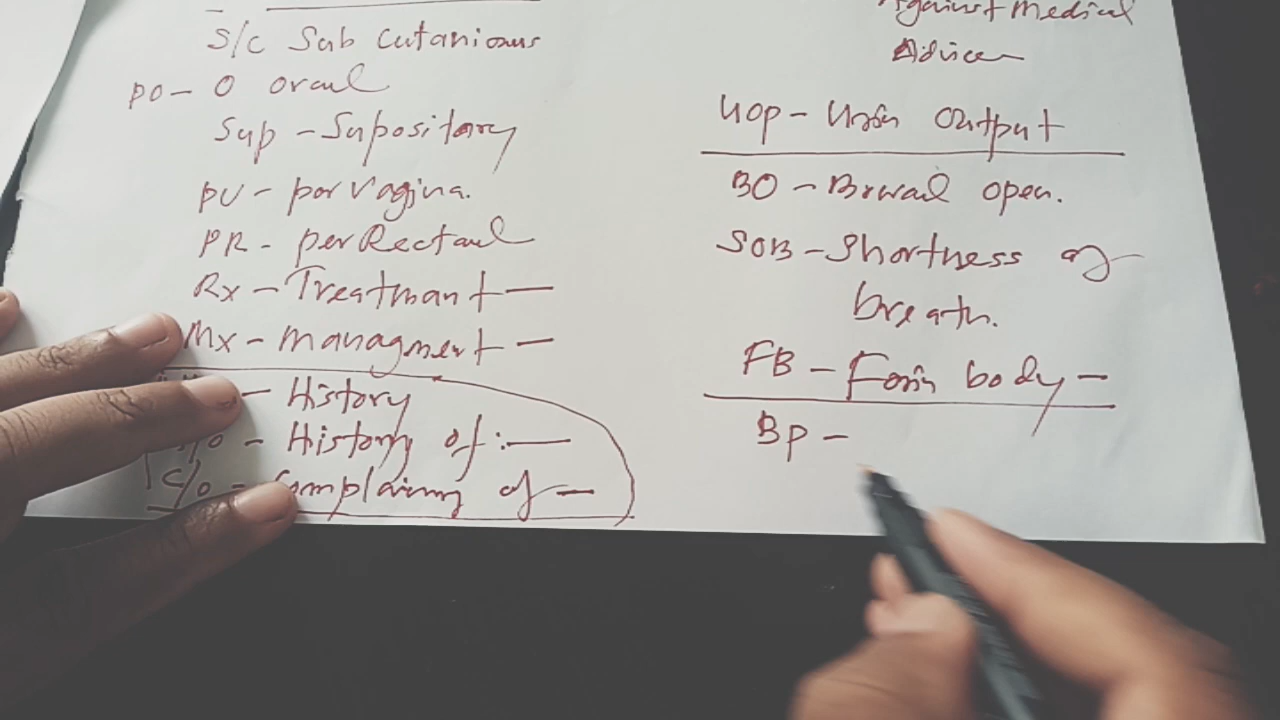 S/C Sub Cutanious
PO - O oral
Sup - Supository
PV - per vagina.
PR - per Rectal
Rx - Treatmant -
Mx - managment -
- History
/o - History of : -
C/o - Complaining of -
Against medical
Advice
UOP - Urin Output
BO - Bowal open.
SOB - Shortness of
breath.
FB - Forin body -
BP -